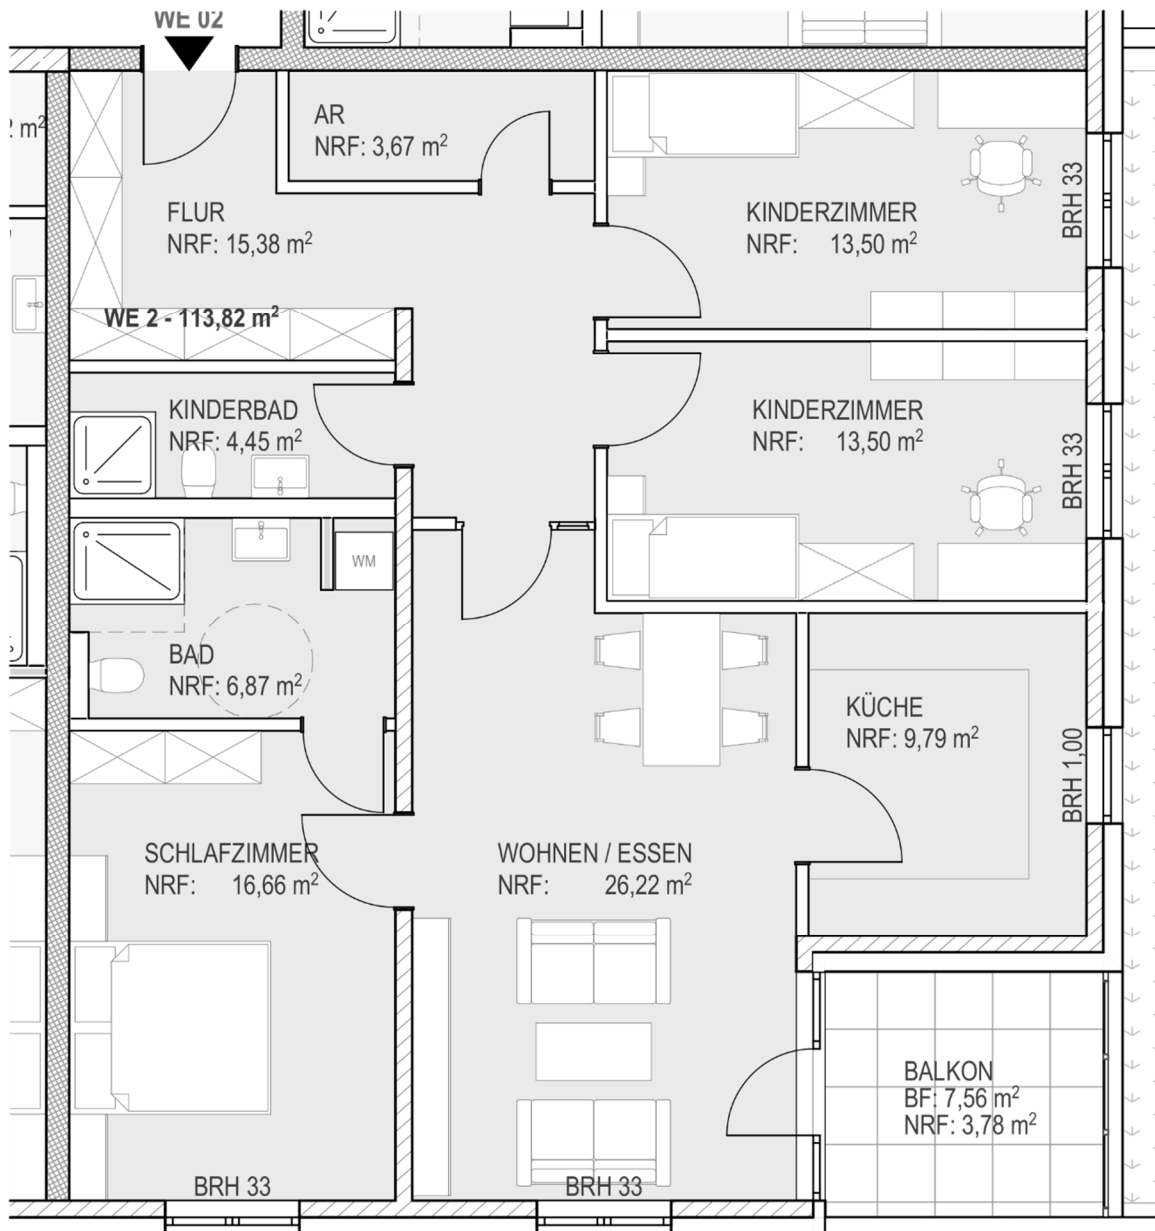 WE 02
m²
AR
NRF: 3,67 m²
FLUR
NRF: 15,38 m²
KINDERZIMMER
NRF: 13,50 m²
BRH 33
WE 2 - 113,82 m²
KINDERBAD
NRF: 4,45 m²
KINDERZIMMER
NRF: 13,50 m²
BRH 33
WM
BAD
NRF: 6,87 m²
KÜCHE
NRF: 9,79 m²
BRH 1,00
SCHLAFZIMMER
NRF: 16,66 m²
WOHNEN / ESSEN
NRF: 26,22 m²
BALKON
BF: 7,56 m²
NRF: 3,78 m²
BRH 33
BRH 33